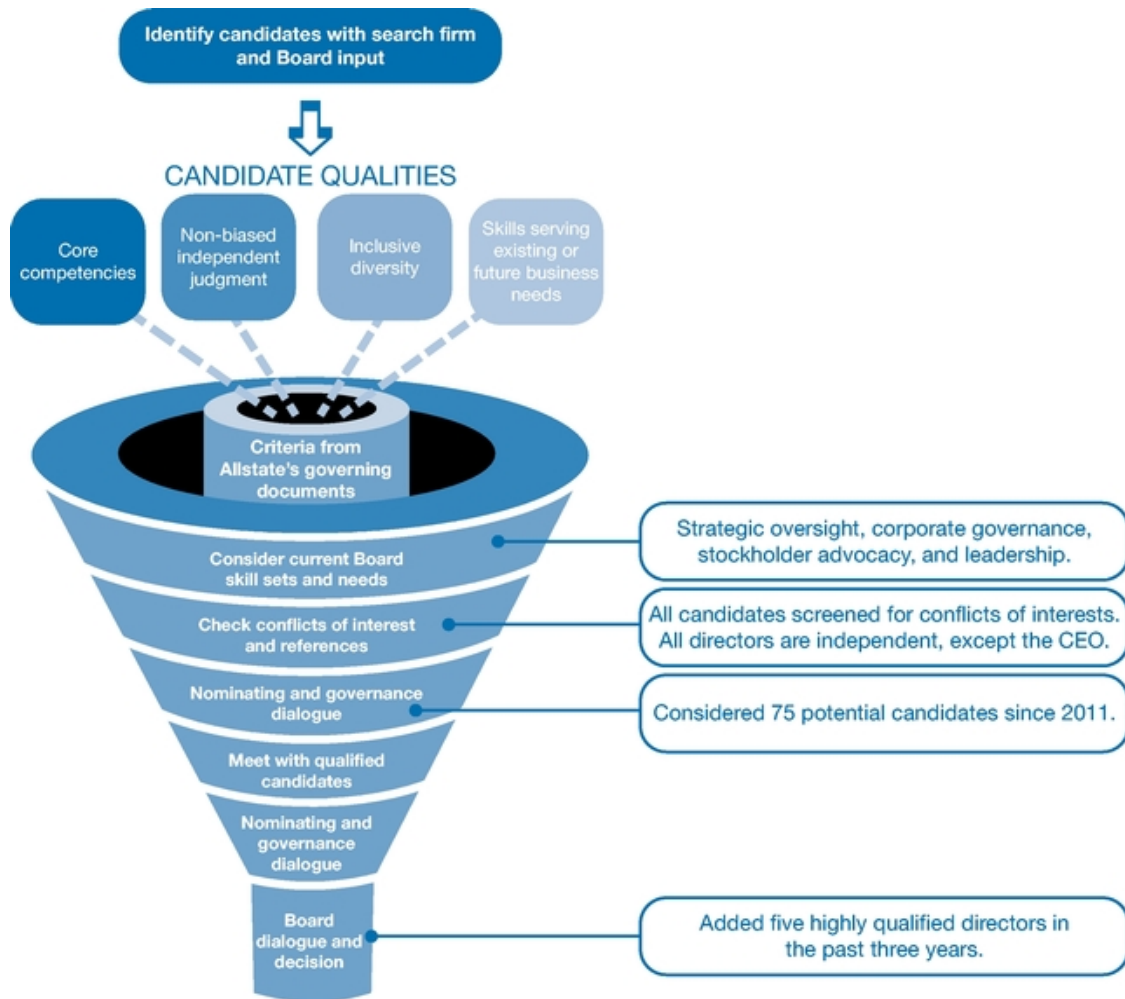 Identify candidates with search firm
and Board input
CANDIDATE QUALITIES
Core
competencies
Non-biased
independent
judgment
Inclusive
diversity
Skills serving
existing or
future business
needs
Criteria from
Allstate's governing
documents
Consider current Board
skill sets and needs
Strategic oversight, corporate governance,
stockholder advocacy, and leadership.
Check conflicts of interest
and references
All candidates screened for conflicts of interests.
All directors are independent, except the CEO.
Nominating and governance
dialogue
Considered 75 potential candidates since 2011.
Meet with qualified
candidates
Nominating and
governance
dialogue
Board
dialogue and
decision
Added five highly qualified directors in
the past three years.